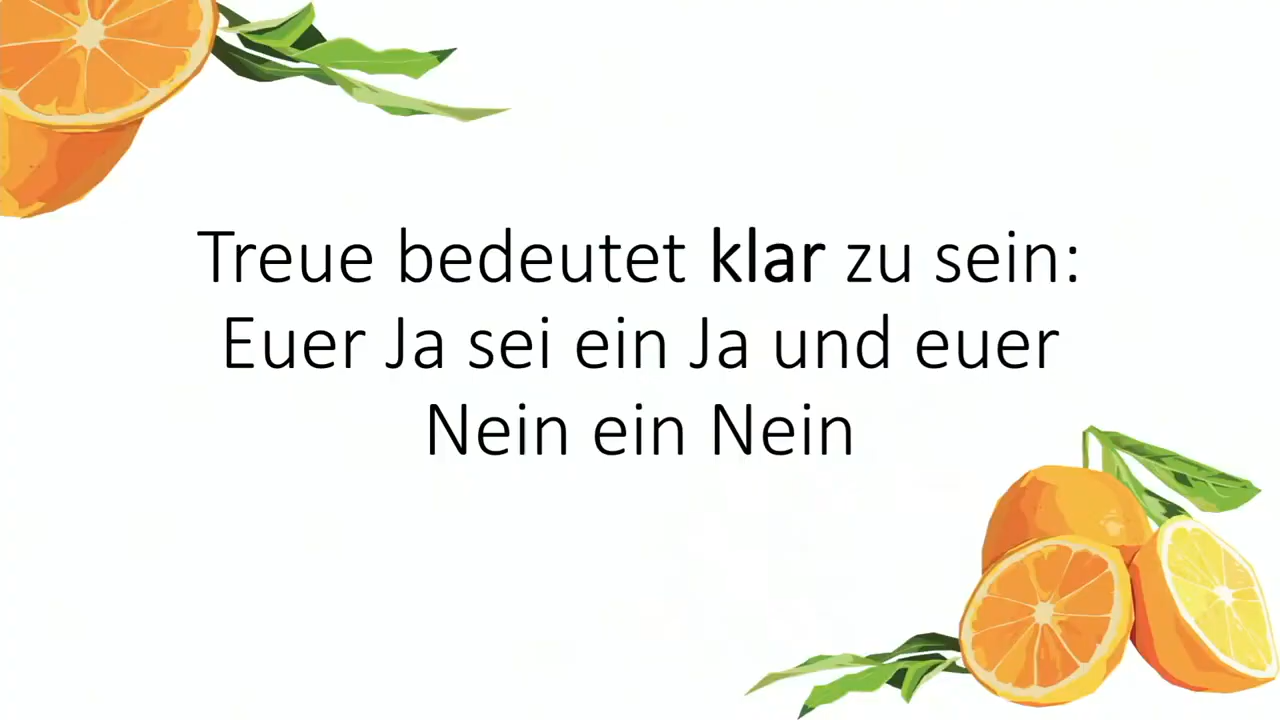 Treue bedeutet klar zu sein:
Euer Ja sei ein Ja und euer
Nein ein Nein